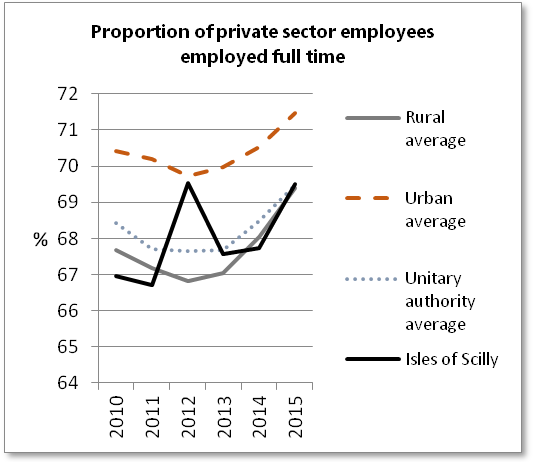 Proportion of private sector employees
employed full time
72
71
70
69
68
67
66
65
64
%
2010
2011
2012
2013
2014
2015
Rural
average
Urban
average
Unitary
authority
average
Isles of Scilly